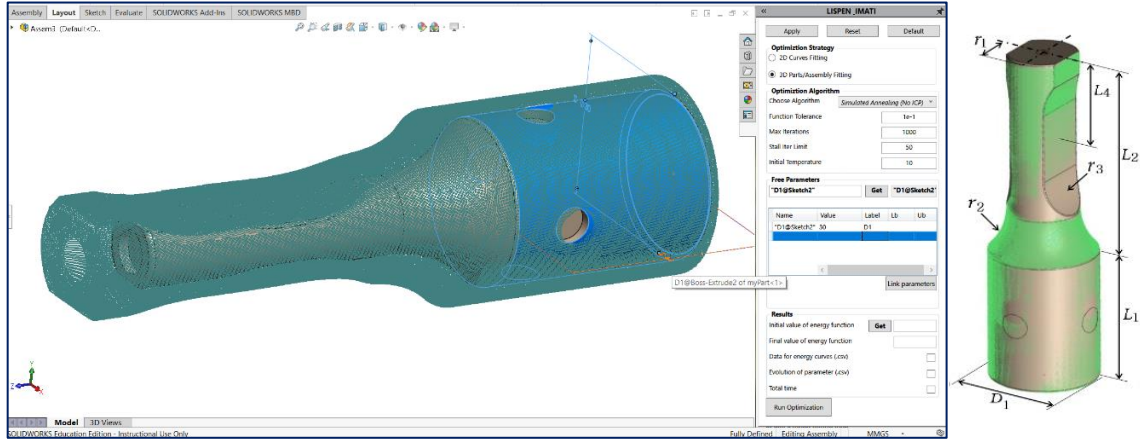 Assembly Layout Sketch Evaluate SOLIDWORKS Add-Ins SOLIDWORKS MBD
Assem3 (Default<D...
LISPEN_IMATI
Apply Reset Default
Optimiztion Strategy
2D Curves Fitting
3D Parts/Assembly Fitting
Optimiztion Algorithm
Choose Algorithm Simulated Annealing (No ICP)
Function Tolerance 1e-1
Max Iterations 1000
Stall Iter Limit 50
Initial Temperature 10
Free Parameters
"D1@Sketch2" Get "D1@Sketch2"
Name Value Label Lb Ub
"D1@Sketch2" 30 D1
Link parameters
D1@Boss-Extrude2 of myPart<1>
Results
Initial value of energy function Get
Final value of energy function
Data for energy curves (.csv)
Evolution of parameter (.csv)
Total time
Run Optimization
Y
Z
X
Model 3D Views
SOLIDWORKS Education Edition - Instructional Use Only Fully Defined Editing Assembly MMGS
r1
L4
L2
r3
r2
L1
D1